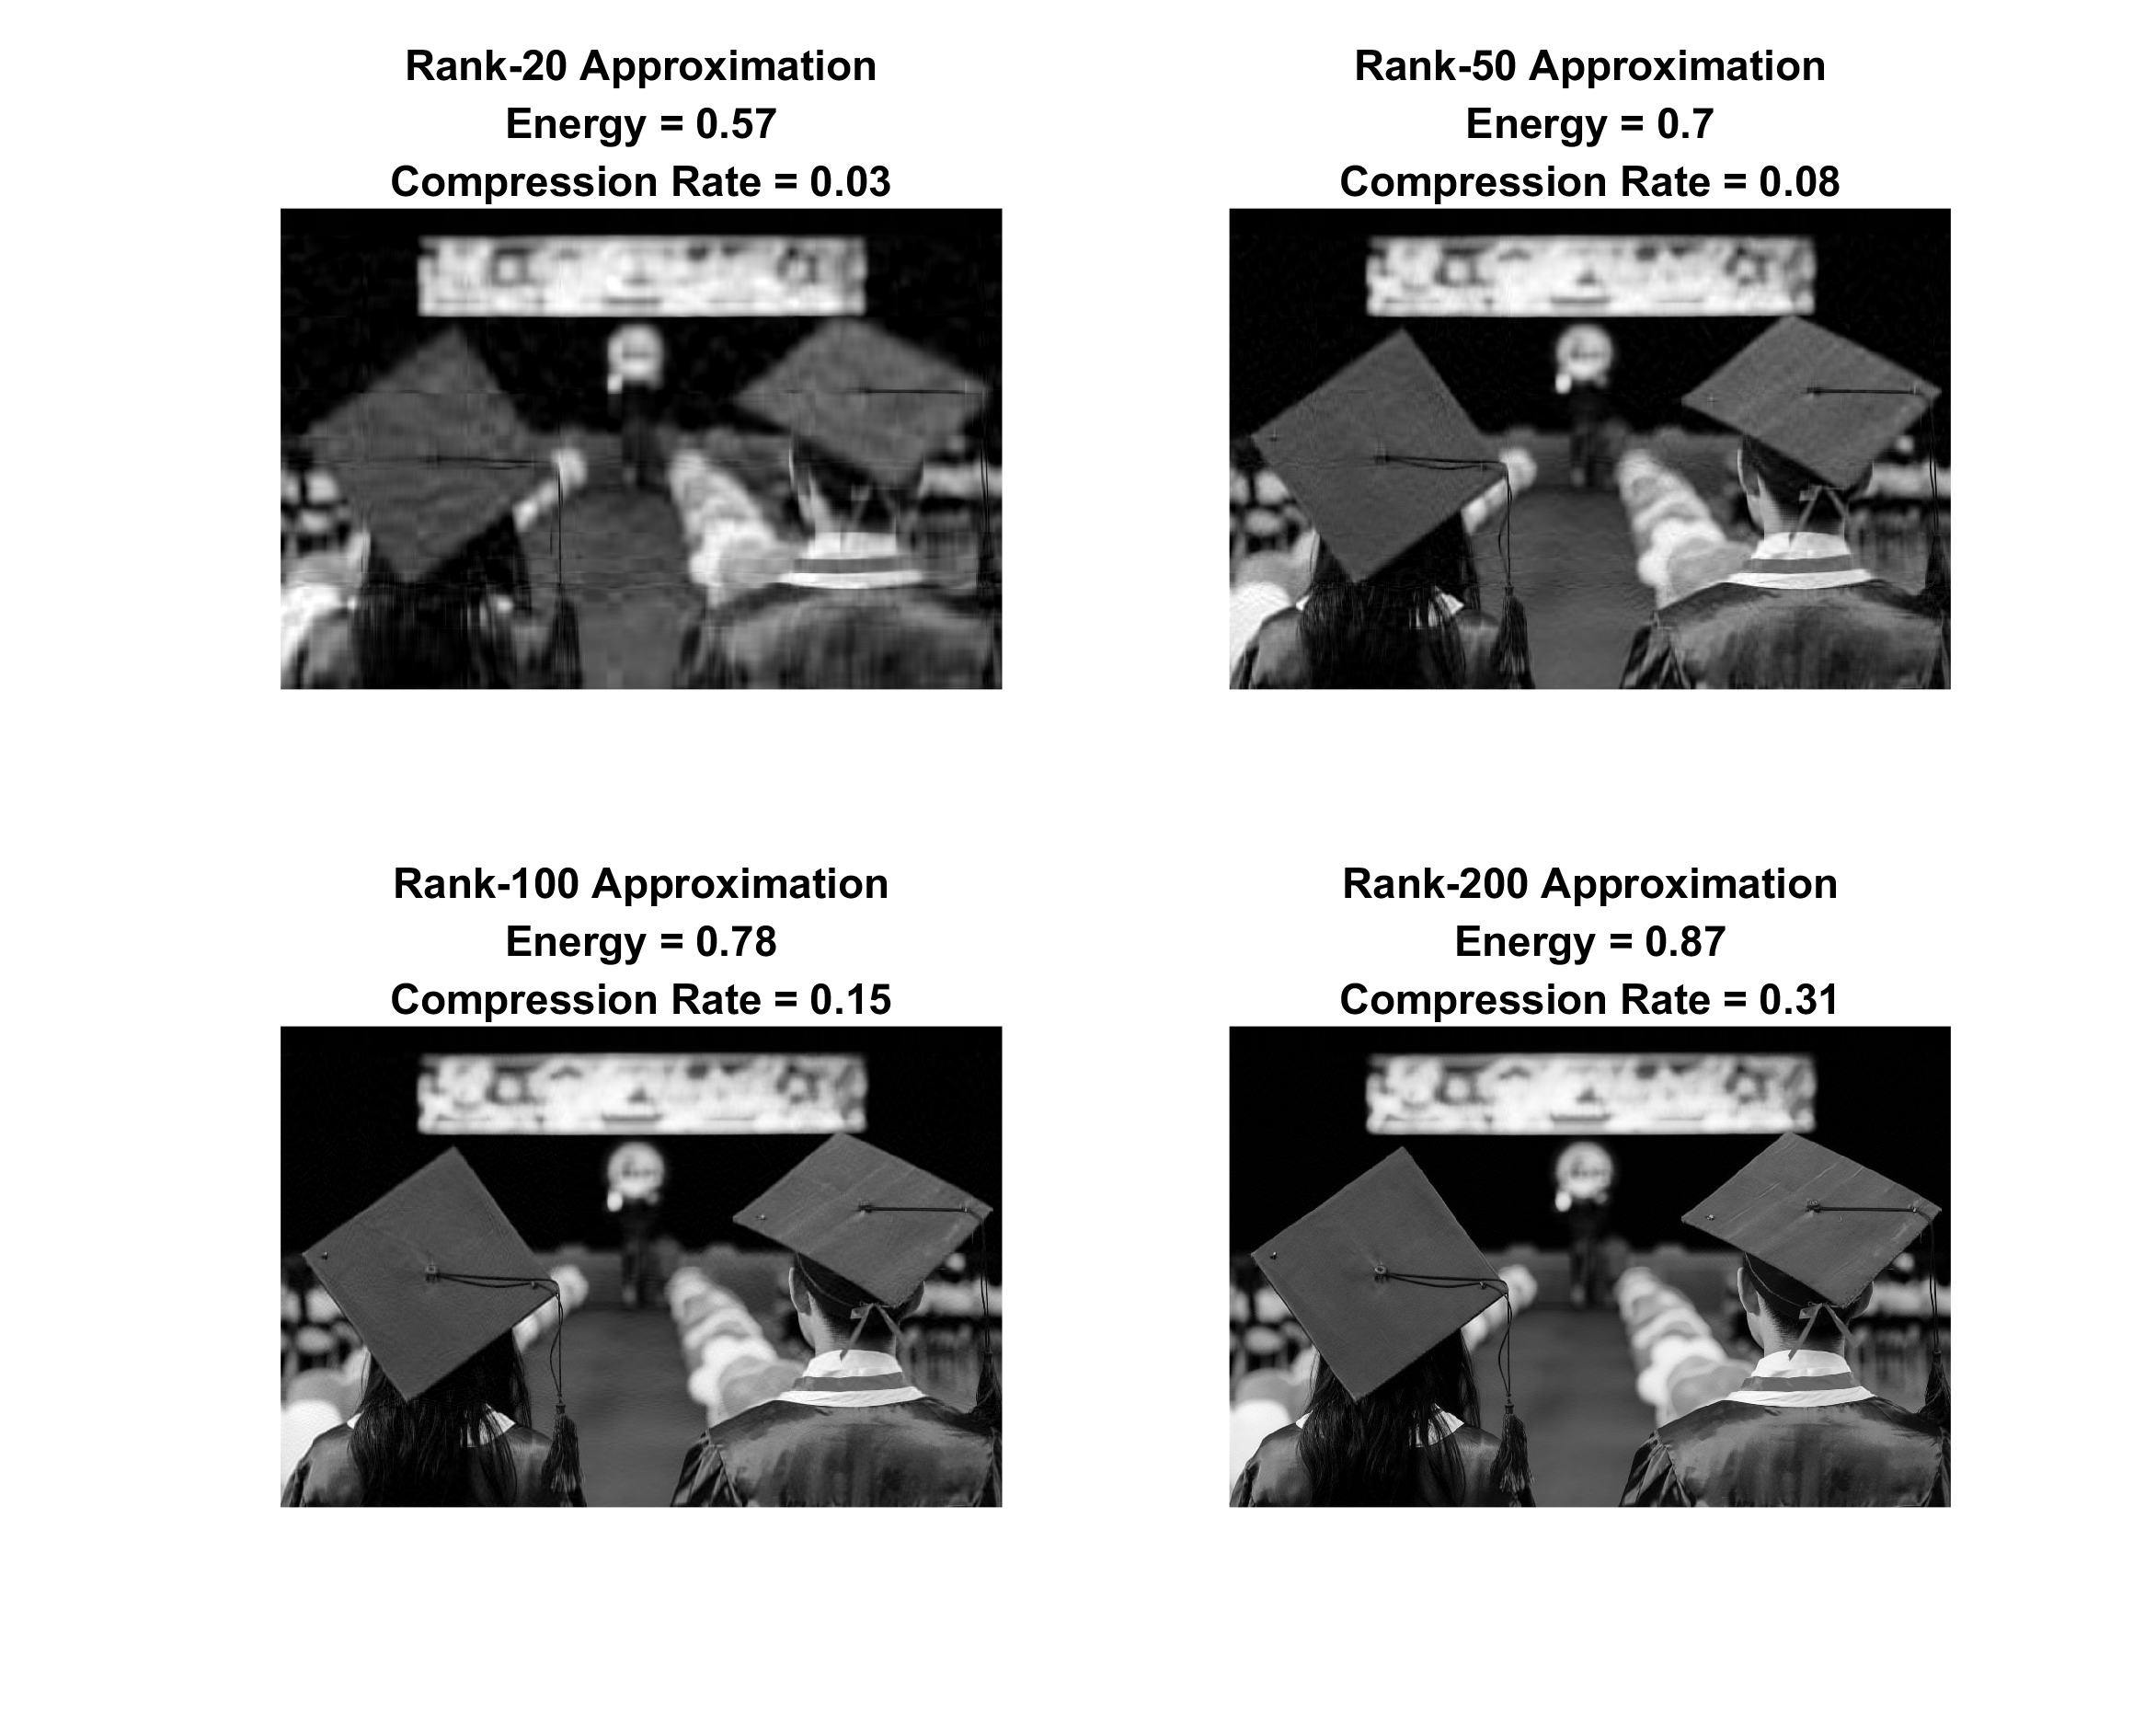 Rank-20 Approximation
Energy = 0.57
Compression Rate = 0.03
Rank-50 Approximation
Energy = 0.7
Compression Rate = 0.08
Rank-100 Approximation
Energy = 0.78
Compression Rate = 0.15
Rank-200 Approximation
Energy = 0.87
Compression Rate = 0.31